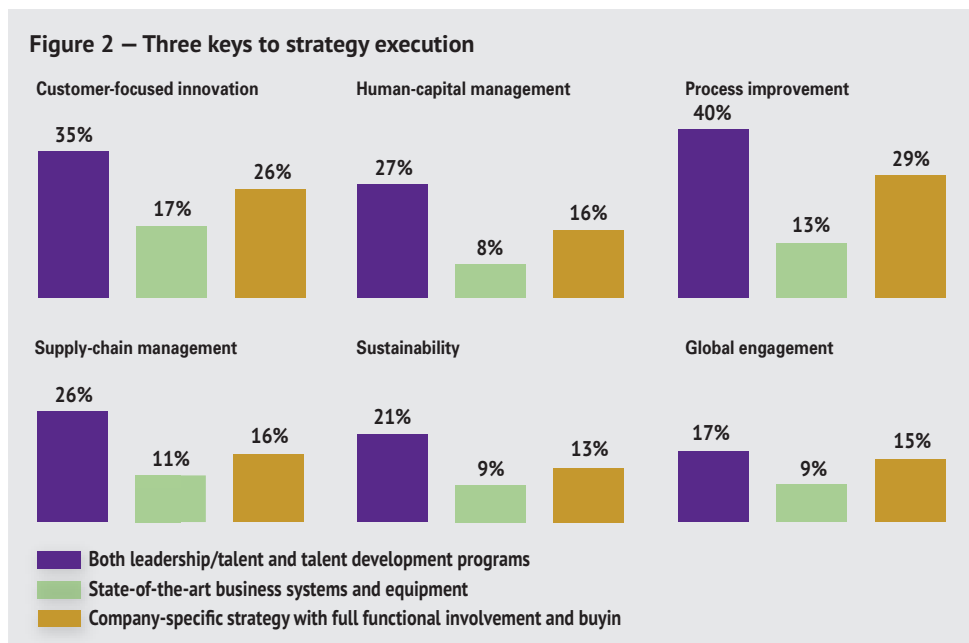 Figure 2 — Three keys to strategy execution
Customer-focused innovation
35%
17%
26%
Human-capital management
27%
8%
16%
Process improvement
40%
13%
29%
Supply-chain management
26%
11%
16%
Sustainability
21%
9%
13%
Global engagement
17%
9%
15%
Both leadership/talent and talent development programs
State-of-the-art business systems and equipment
Company-specific strategy with full functional involvement and buyin